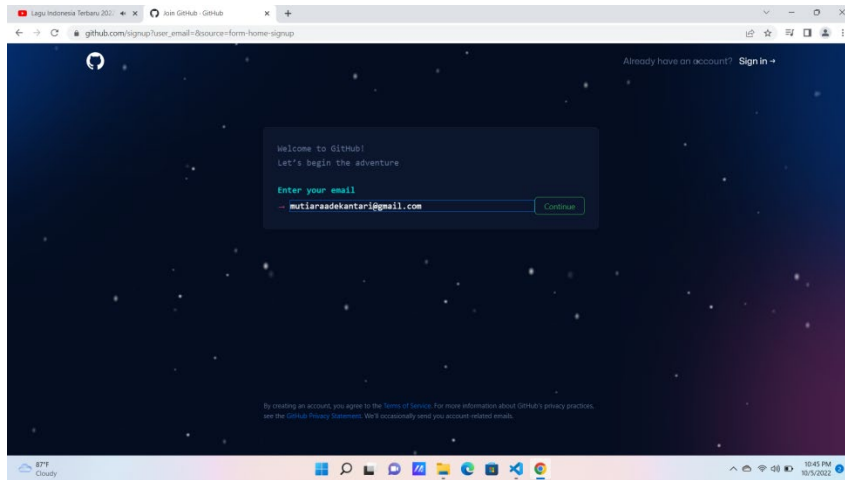 Lagu Indonesia Terbaru 202
Join GitHub · GitHub
github.com/signup?user_email=&source=form-home-signup
Already have an account? Sign in →
Welcome to GitHub!
Let's begin the adventure
Enter your email
→ mutiaraadekantari@gmail.com Continue
By creating an account, you agree to the Terms of Service. For more information about GitHub's privacy practices,
see the GitHub Privacy Statement. We'll occasionally send you account-related emails.
87°F
Cloudy
10:45 PM
10/5/2022